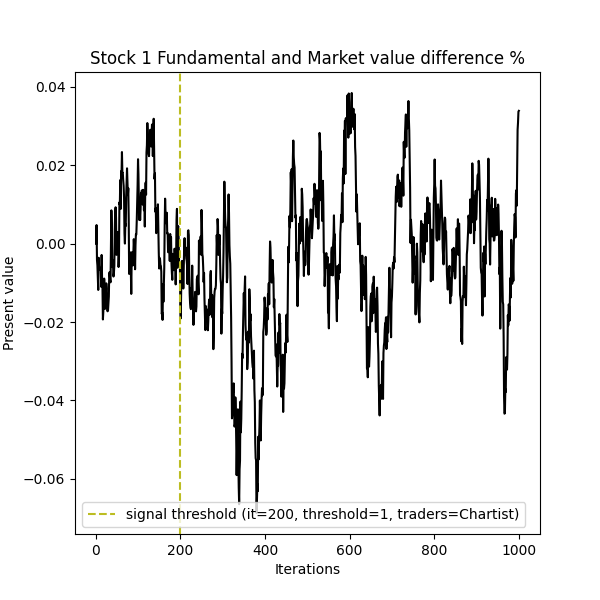 Stock 1 Fundamental and Market value difference %
0.04
0.02
0.00
−0.02
−0.04
−0.06
Present value
signal threshold (it=200, threshold=1, traders=Chartist)
0 200 400 600 800 1000
Iterations